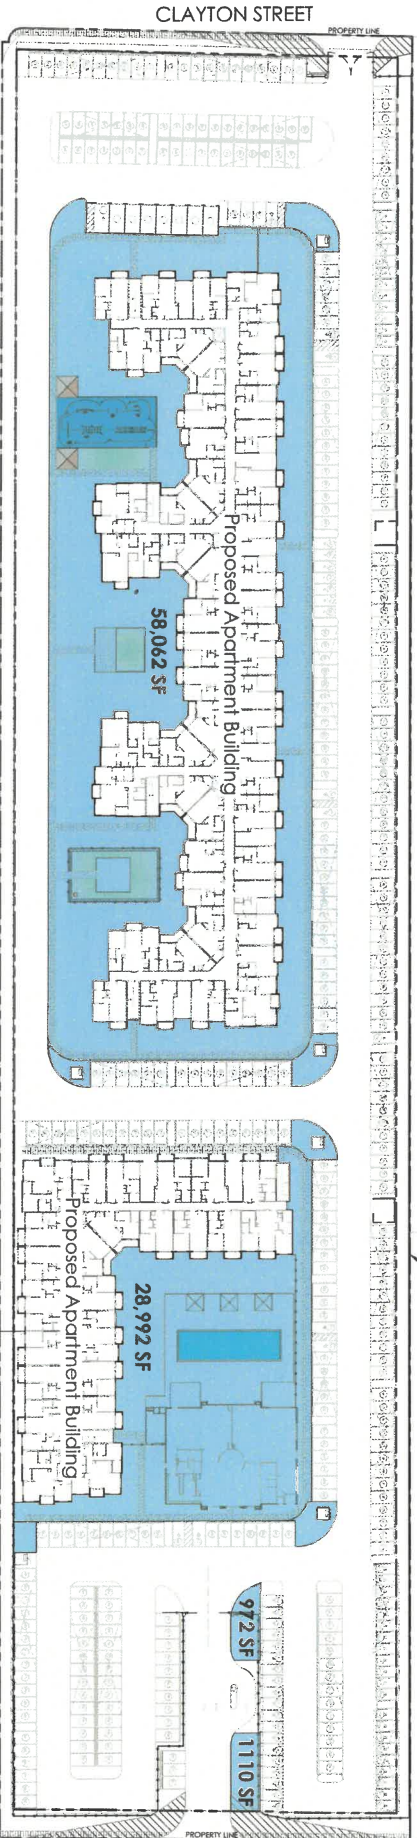 CLAYTON STREET
PROPERTY LINE
Proposed Apartment Building
58,062 SF
Proposed Apartment Building
28,992 SF
972 SF
1110 SF
PROPERTY LINE